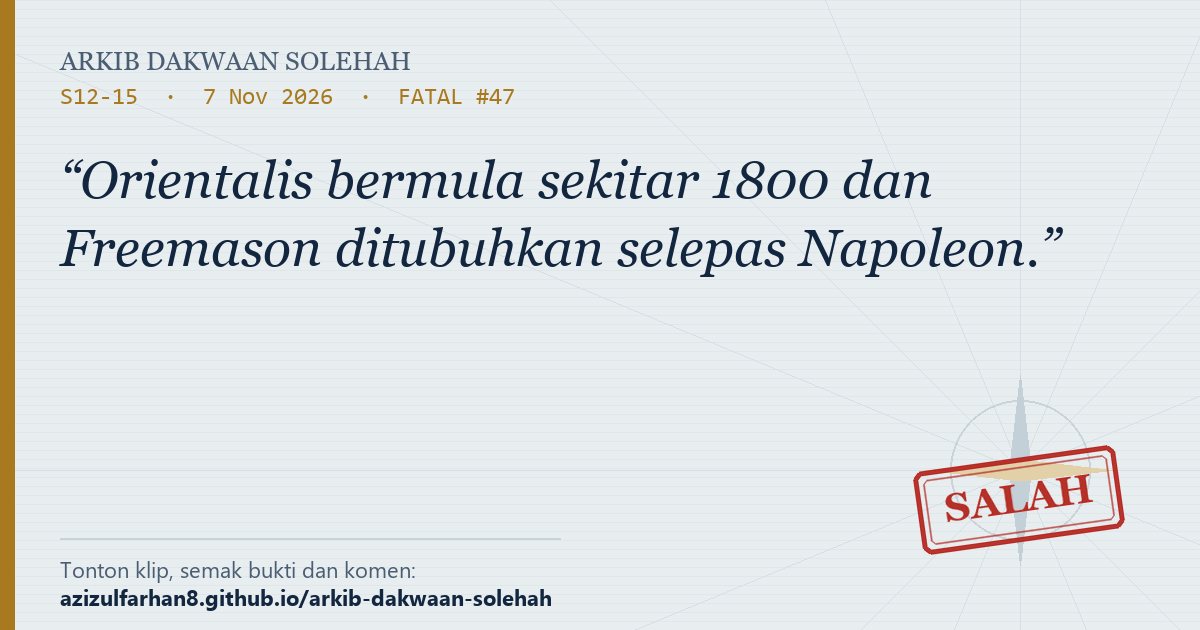 ARKIB DAKWAAN SOLEHAH
S12-15 · 7 Nov 2026 · FATAL #47
“Orientalis bermula sekitar 1800 dan
Freemason ditubuhkan selepas Napoleon.”
SALAH
Tonton klip, semak bukti dan komen:
azizulfarhan8.github.io/arkib-dakwaan-solehah